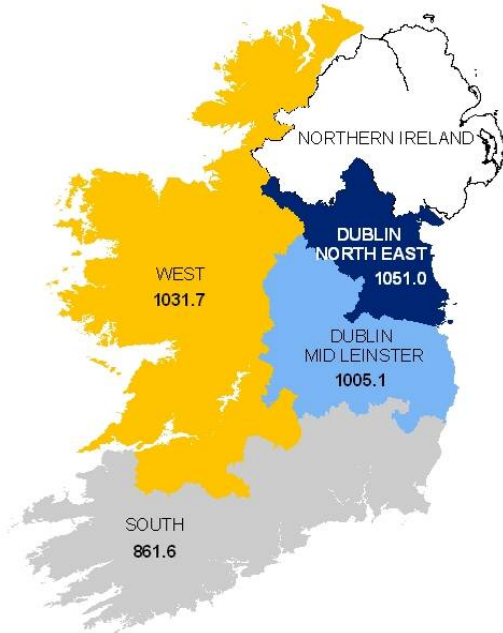 NORTHERN IRELAND
DUBLIN
NORTH EAST
1051.0
WEST
1031.7
DUBLIN
MID LEINSTER
1005.1
SOUTH
861.6